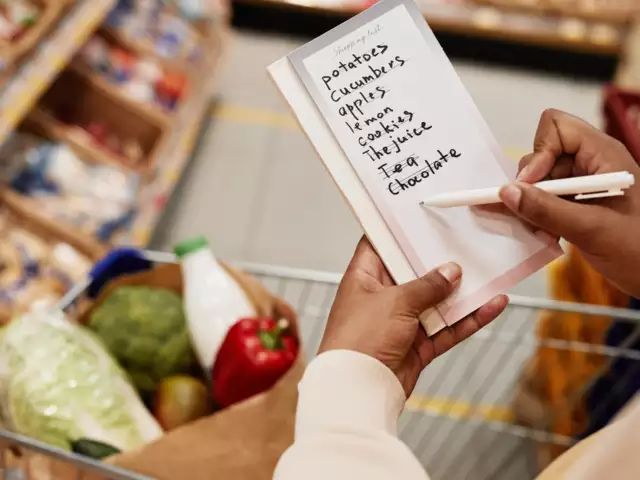 Shopping list
potatoes
Cucumbers
apples
lemon
cookies
The juice
Tea
Chocolate